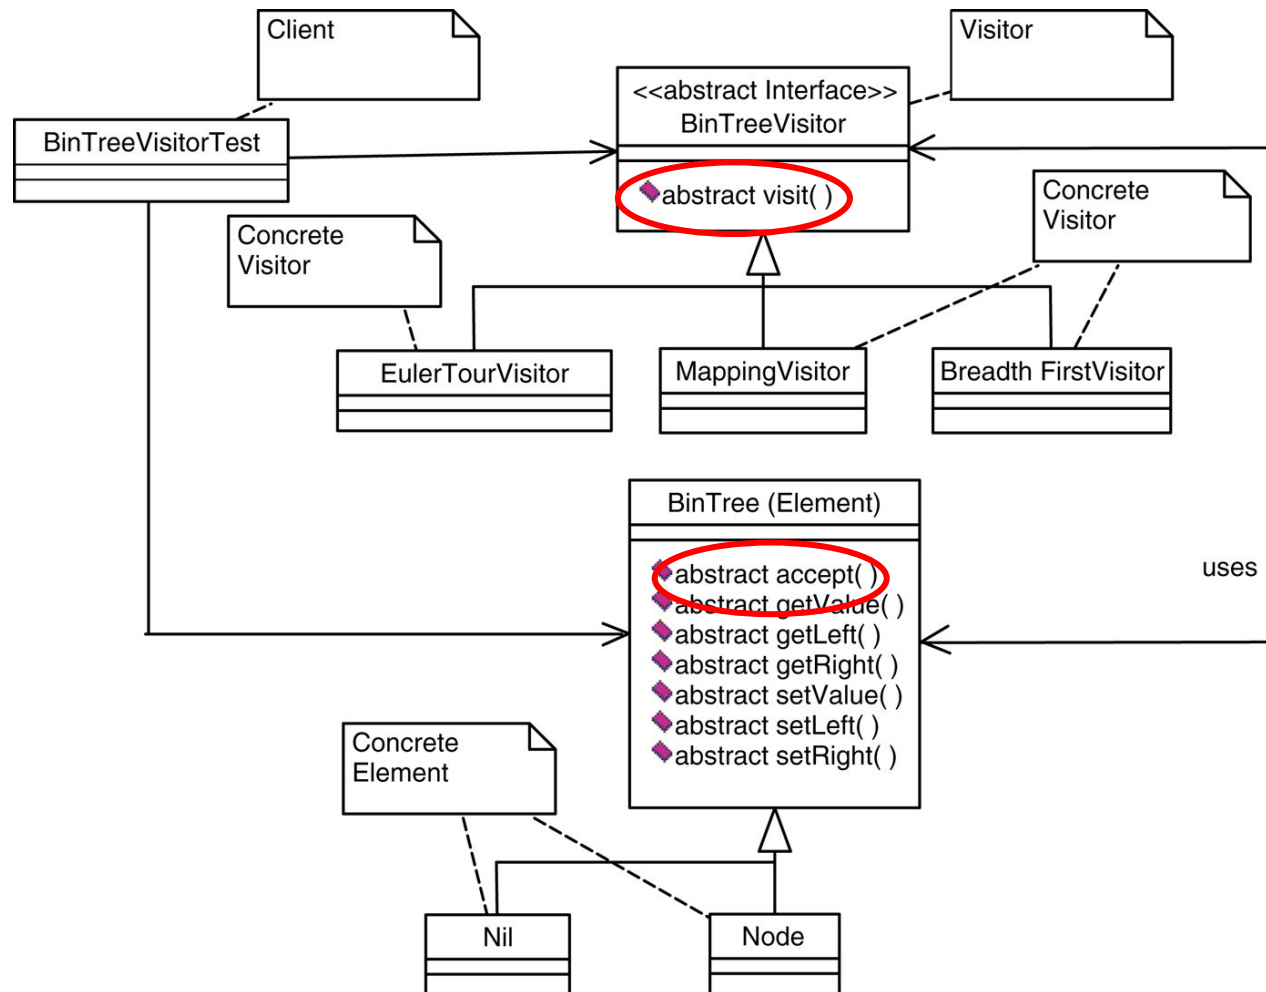 Client
Visitor
<<abstract Interface>>
BinTreeVisitor
BinTreeVisitorTest
abstract visit( )
Concrete
Visitor
Concrete
Visitor
EulerTourVisitor
MappingVisitor
Breadth FirstVisitor
BinTree (Element)
abstract accept( )
abstract getValue( )
abstract getLeft( )
abstract getRight( )
abstract setValue( )
abstract setLeft( )
abstract setRight( )
uses
Concrete
Element
Nil
Node